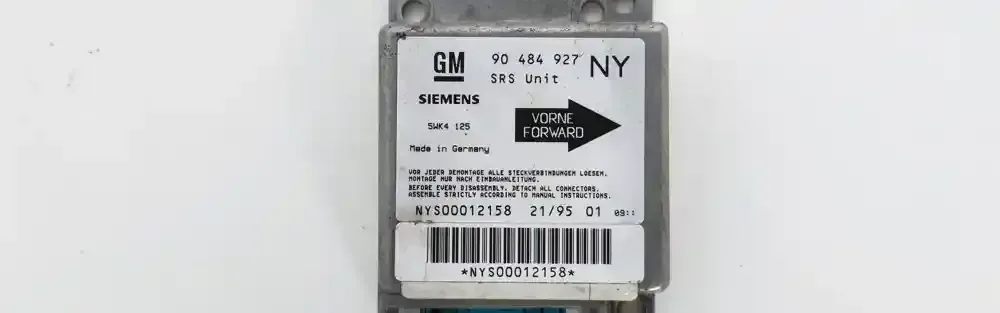 GM 90 484 927 NY
SRS Unit
SIEMENS
5WK4 125
VORNE
FORWARD
Made in Germany
VOR JEDER DEMONTAGE ALLE STECKVERBINDUNGEN LOESEN.
MONTAGE NUR NACH EINBAUANLEITUNG.
BEFORE EVERY DISASSEMBLY, DETACH ALL CONNECTORS.
ASSEMBLE STRICTLY ACCORDING TO MANUAL INSTRUCTIONS.
NYS00012158 21/95 01
*NYS00012158*